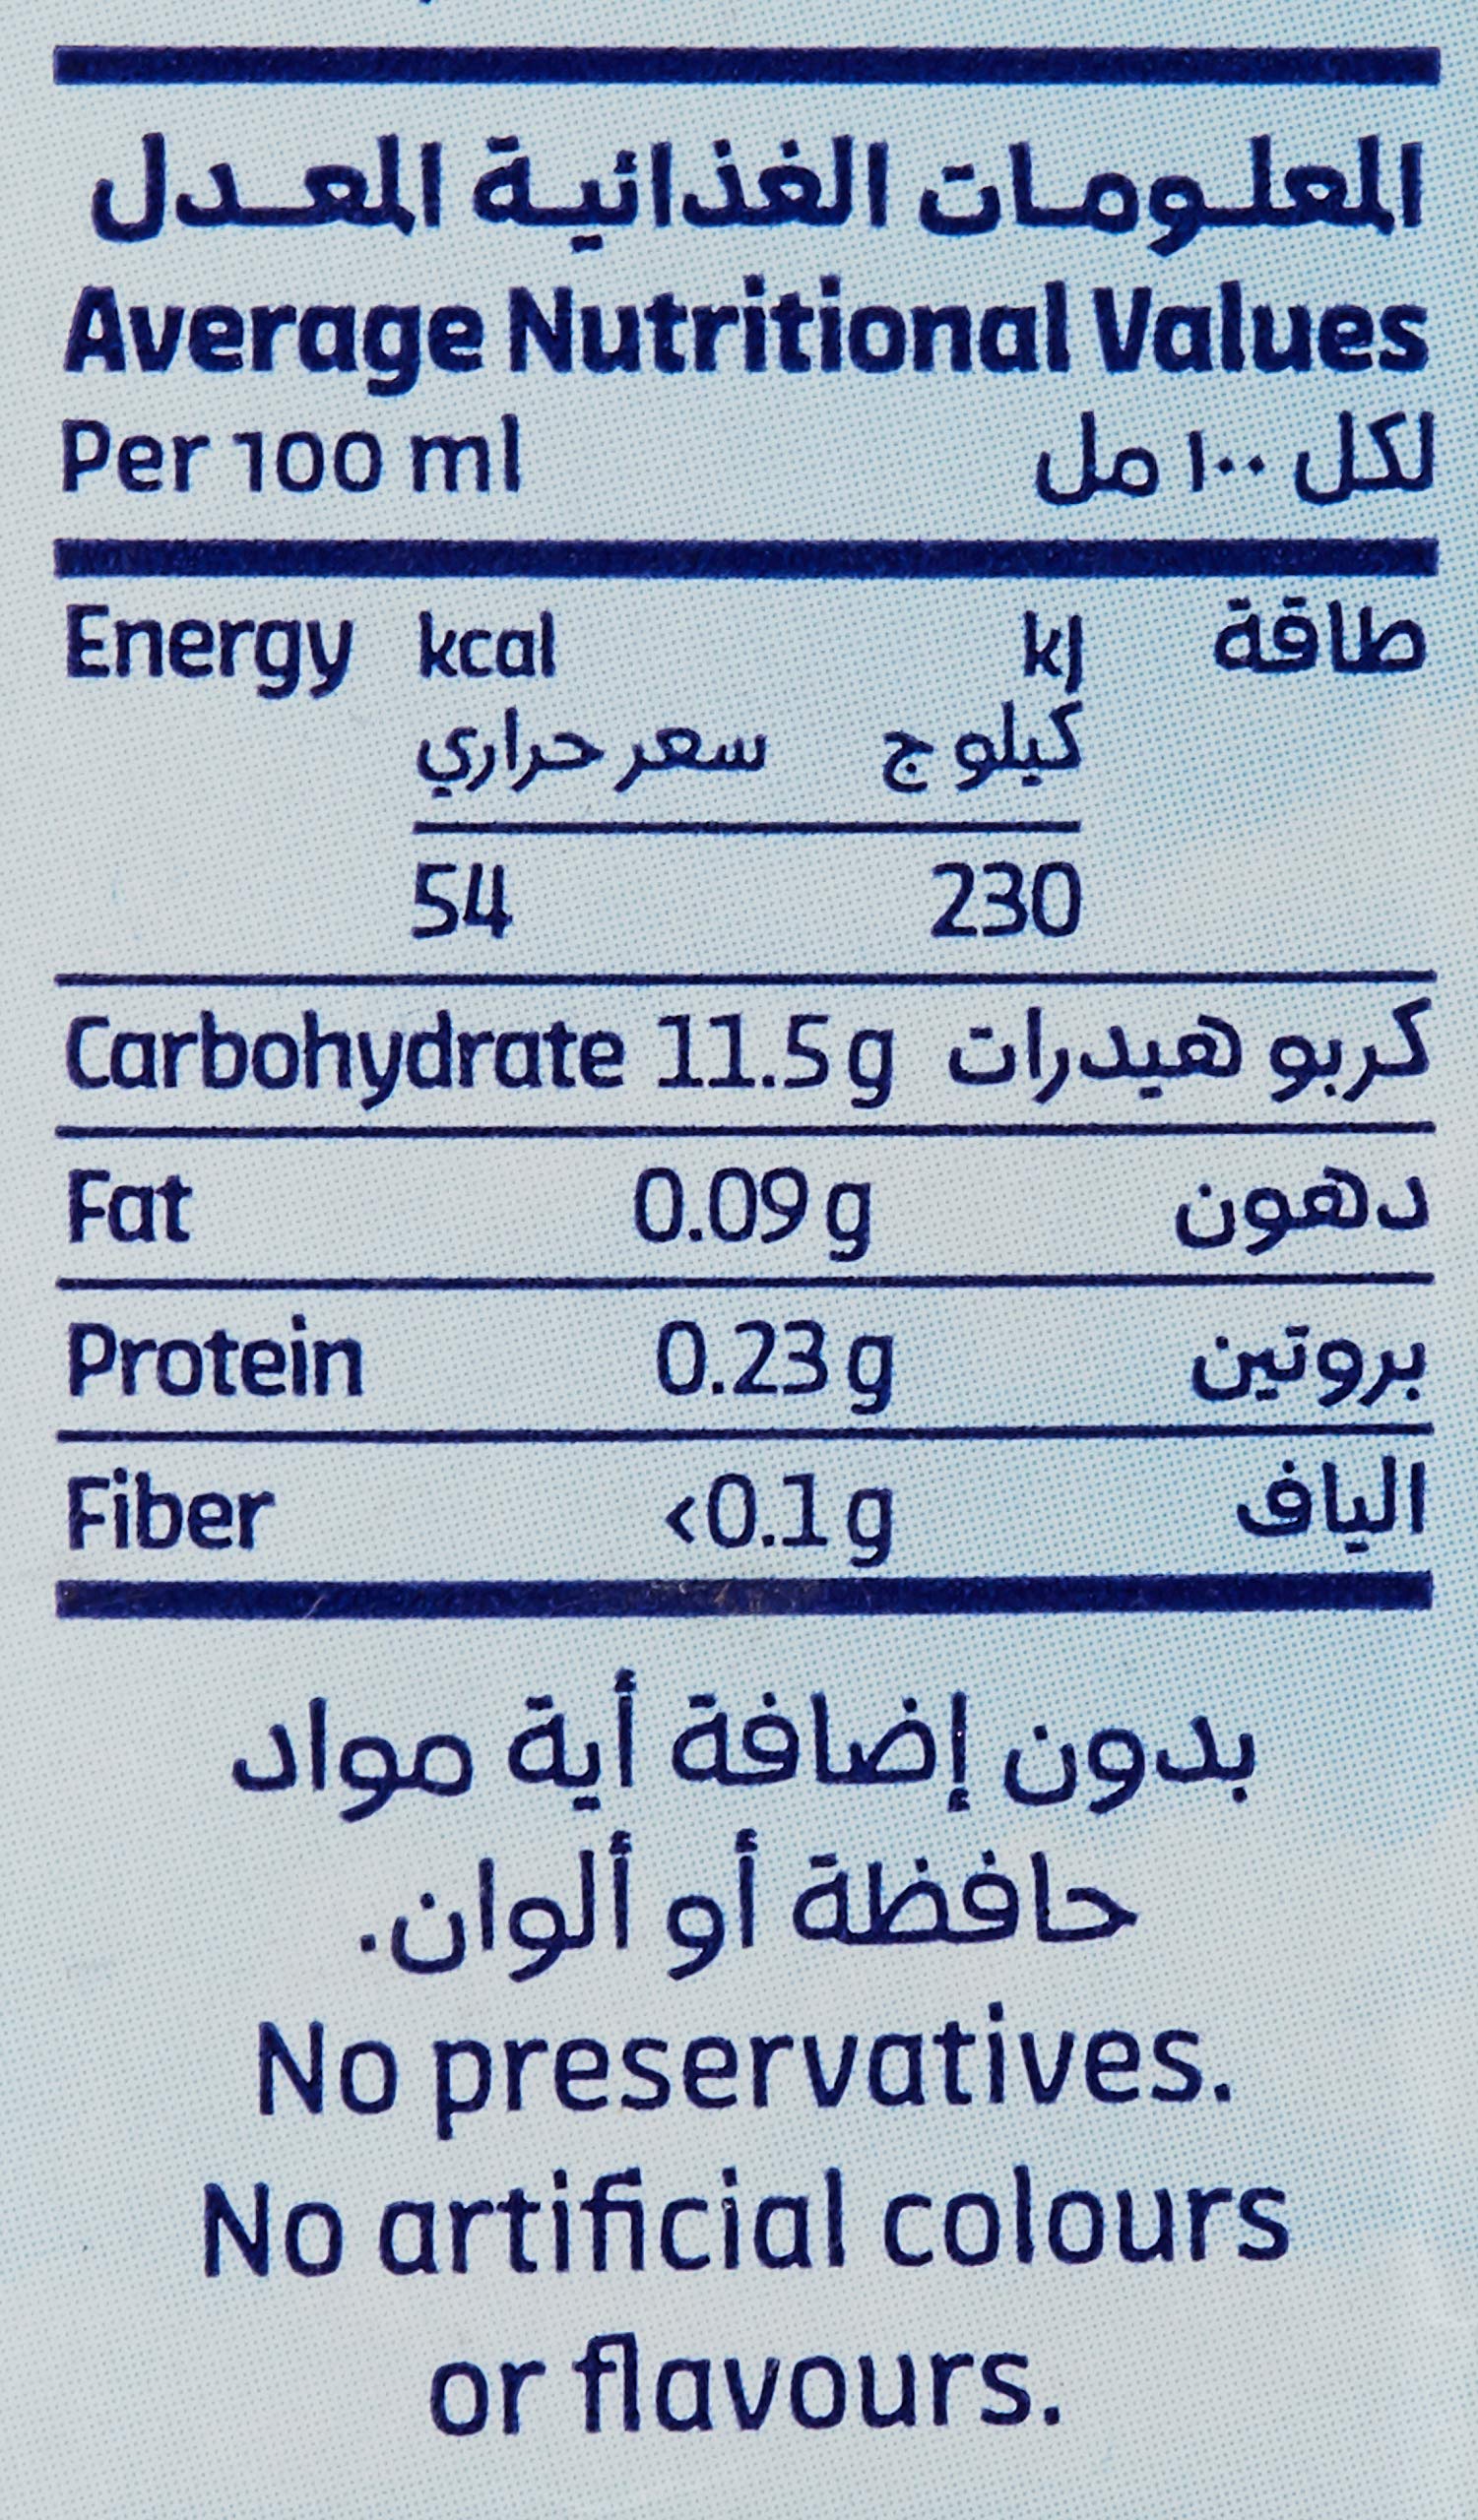 المعلومات الغذائية المعدل
Average Nutritional Values
Per 100 ml لكل ١٠٠ مل
Energy kcal kJ طاقة
سعر حراري كيلو ج
54 230
Carbohydrate 11.5 g كربو هيدرات
Fat 0.09 g دهون
Protein 0.23 g بروتين
Fiber <0.1 g الياف
بدون إضافة أية مواد
حافظة أو ألوان.
No preservatives.
No artificial colours
or flavours.